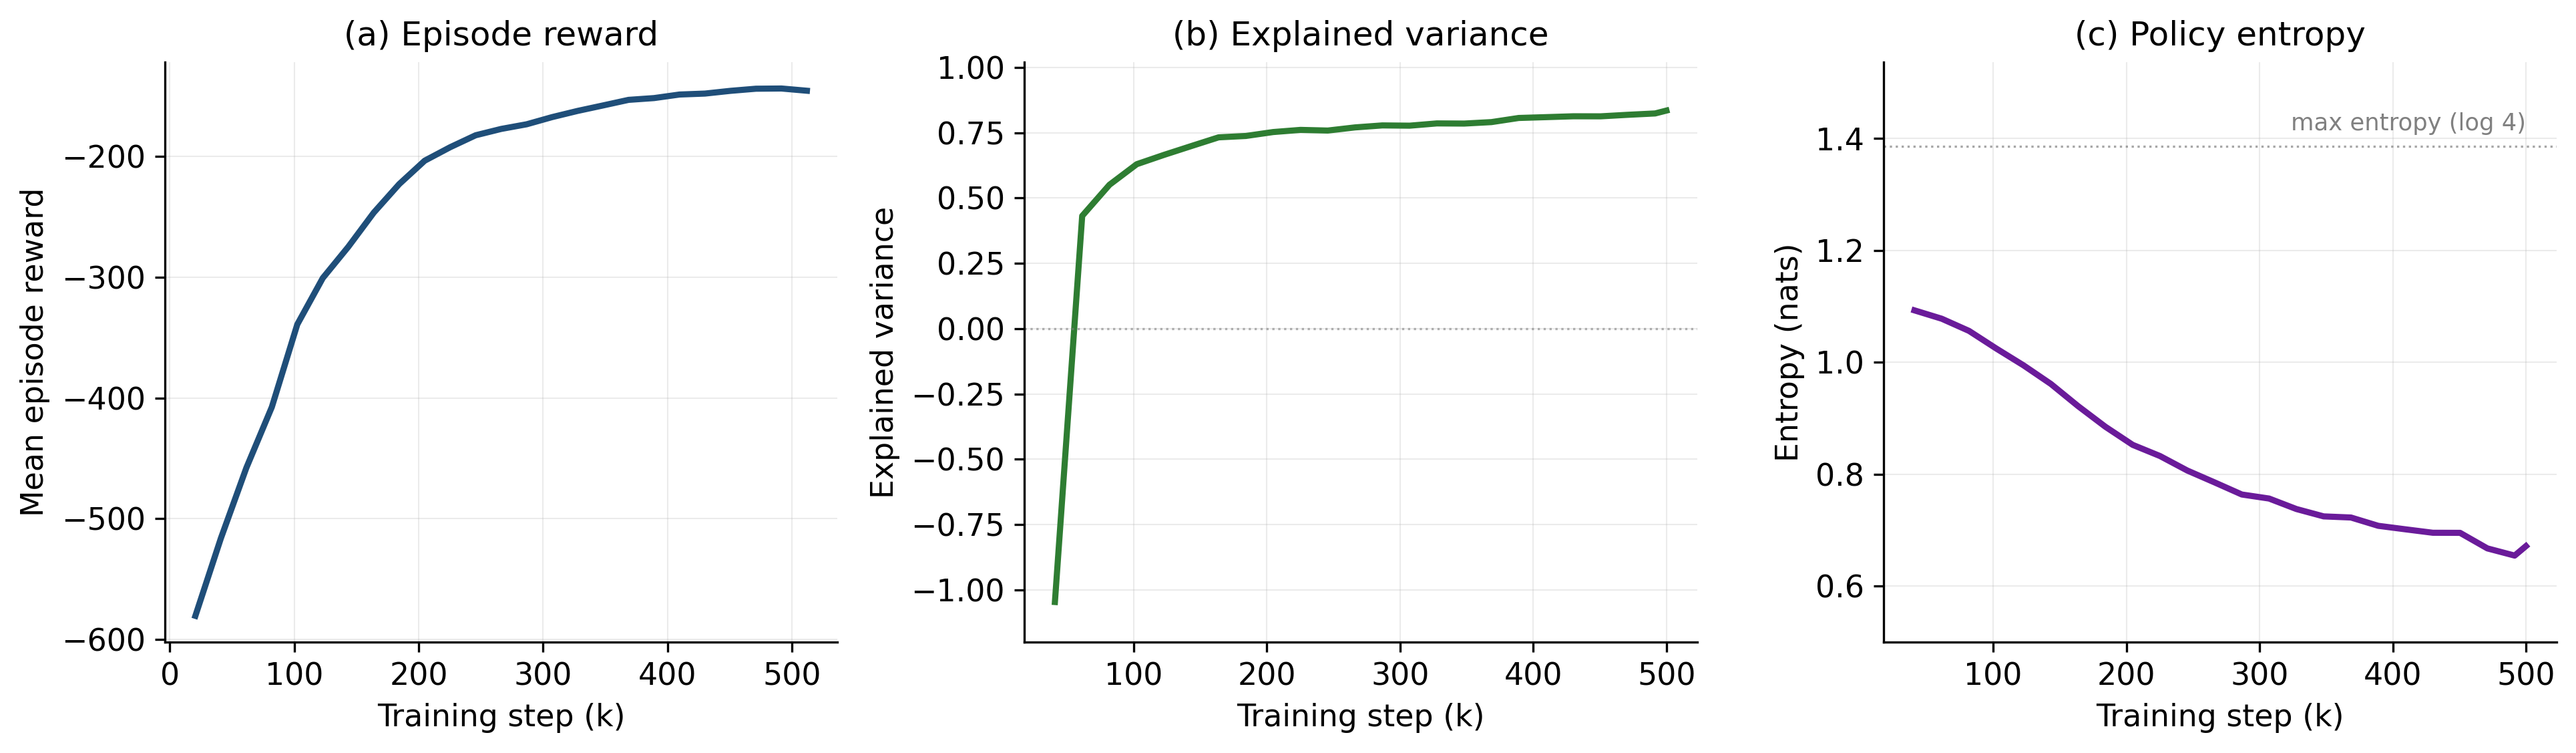 (a) Episode reward
Mean episode reward
−200
−300
−400
−500
−600
0 100 200 300 400 500
Training step (k)
(b) Explained variance
Explained variance
1.00
0.75
0.50
0.25
0.00
−0.25
−0.50
−0.75
−1.00
100 200 300 400 500
Training step (k)
(c) Policy entropy
Entropy (nats)
max entropy (log 4)
1.4
1.2
1.0
0.8
0.6
100 200 300 400 500
Training step (k)